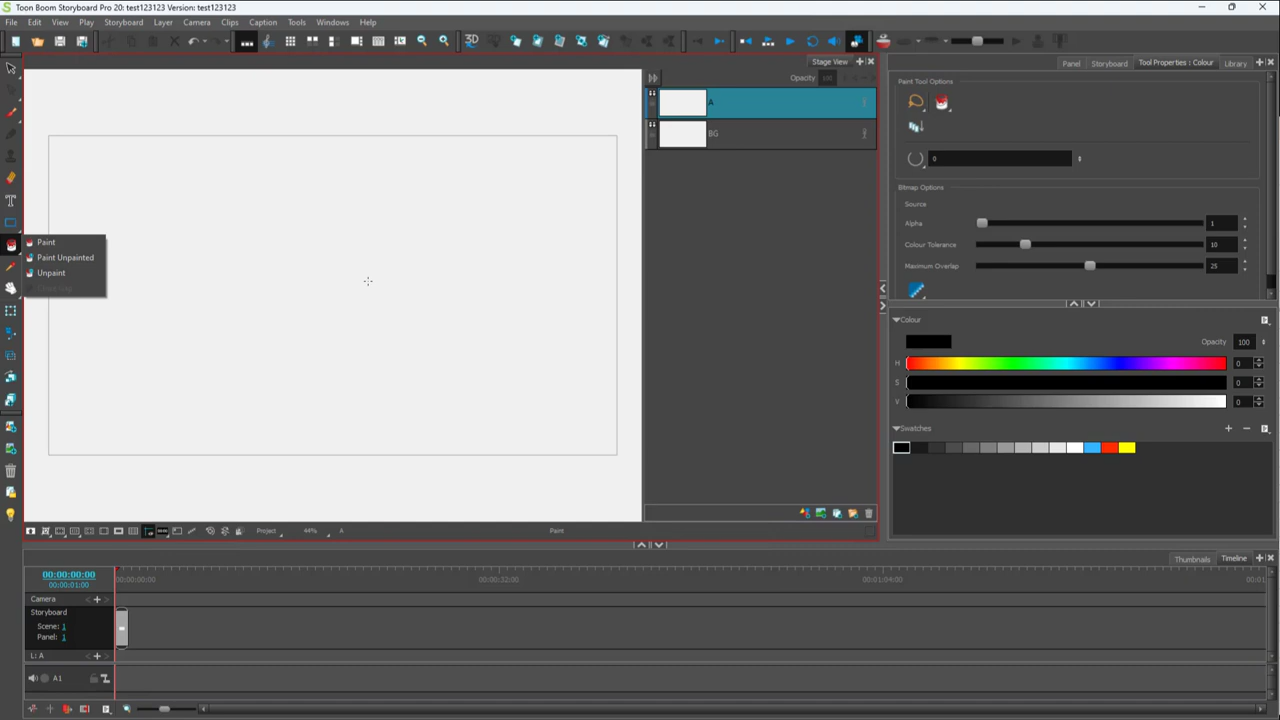 Toon Boom Storyboard Pro 20: test123123 Version: test123123
File Edit View Play Storyboard Layer Camera Clips Caption Tools Windows Help
3D
Stage View
Panel Storyboard Tool Properties : Colour Library
Opacity 100
A
BG
Paint Tool Options
0
Bitmap Options
Source
Alpha 1
Colour Tolerance 10
Maximum Overlap 25
Paint
Paint Unpainted
Unpaint
Colour
Opacity 100
H 0
S 0
V 0
Swatches
Project 44% A Paint
Thumbnails Timeline
00:00:00:00
00:00:01:00
00:00:00:00 00:00:32:00 00:01:04:00 00:01
Camera
Storyboard
Scene: 1
Panel: 1
L: A
A1